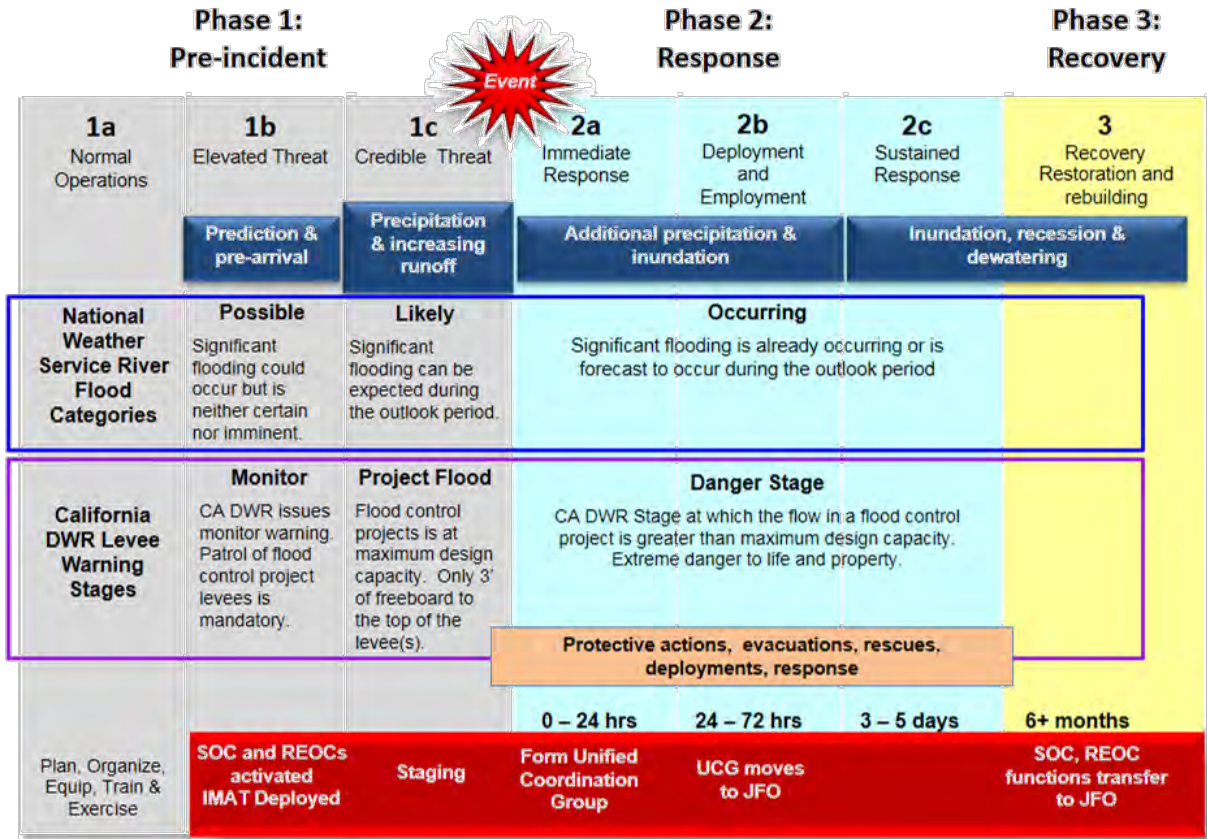 Phase 1:
Pre-incident
Phase 2:
Response
Phase 3:
Recovery
Event
1a
Normal
Operations
1b
Elevated Threat
1c
Credible Threat
2a
Immediate
Response
2b
Deployment
and
Employment
2c
Sustained
Response
3
Recovery
Restoration and
rebuilding
Prediction &
pre-arrival
Precipitation
& increasing
runoff
Additional precipitation &
inundation
Inundation, recession &
dewatering
National
Weather
Service River
Flood
Categories
Possible
Significant
flooding could
occur but is
neither certain
nor imminent.
Likely
Significant
flooding can be
expected during
the outlook period.
Occurring
Significant flooding is already occurring or is
forecast to occur during the outlook period
California
DWR Levee
Warning
Stages
Monitor
CA DWR issues
monitor warning.
Patrol of flood
control project
levees is
mandatory.
Project Flood
Flood control
projects is at
maximum design
capacity. Only 3'
of freeboard to
the top of the
levee(s).
Danger Stage
CA DWR Stage at which the flow in a flood control
project is greater than maximum design capacity.
Extreme danger to life and property.
Protective actions, evacuations, rescues,
deployments, response
0 – 24 hrs
24 – 72 hrs
3 – 5 days
6+ months
Plan, Organize,
Equip, Train &
Exercise
SOC and REOCs
activated
IMAT Deployed
Staging
Form Unified
Coordination
Group
UCG moves
to JFO
SOC, REOC
functions transfer
to JFO